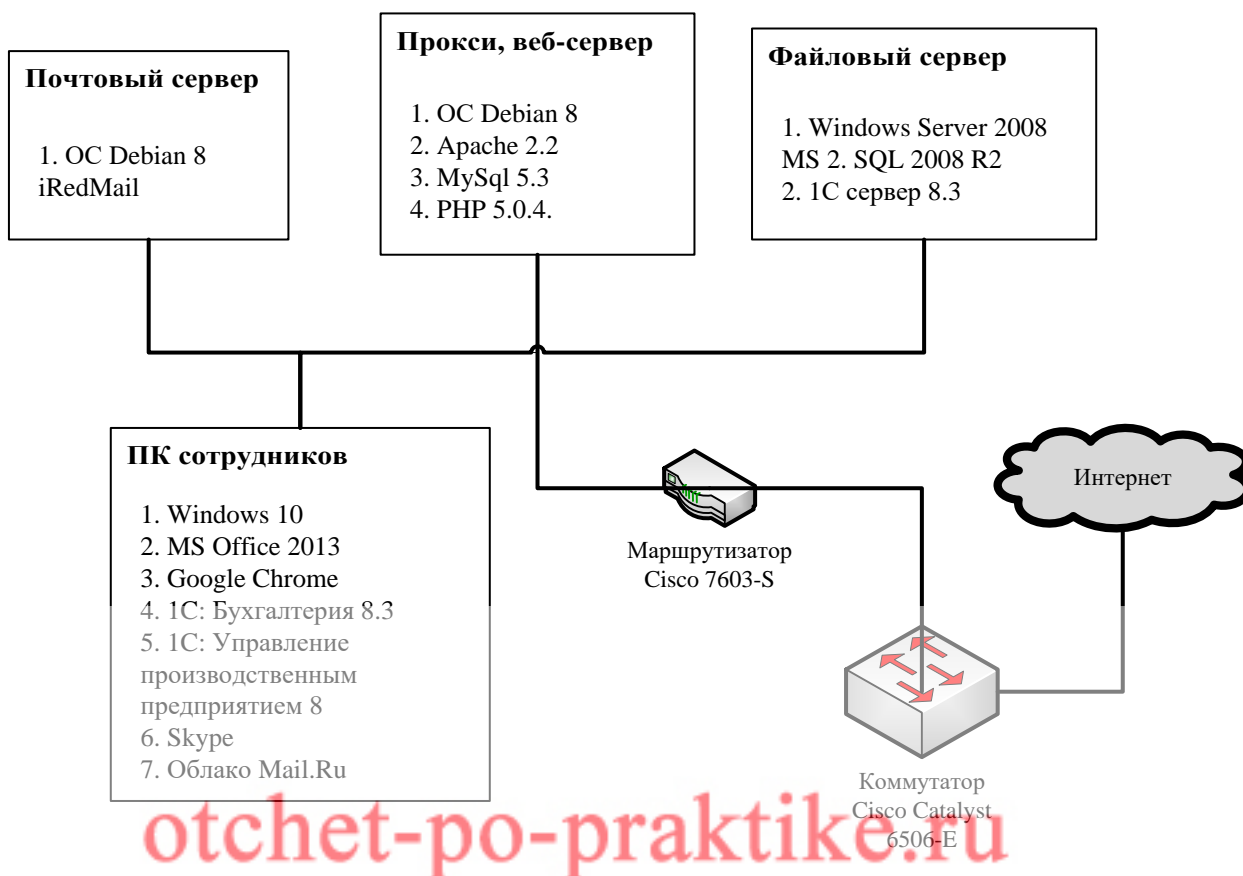 Почтовый сервер
1. ОС Debian 8
iRedMail
Прокси, веб-сервер
1. ОС Debian 8
2. Apache 2.2
3. MySql 5.3
4. PHP 5.0.4.
Файловый сервер
1. Windows Server 2008
MS 2. SQL 2008 R2
2. 1С сервер 8.3
ПК сотрудников
1. Windows 10
2. MS Office 2013
3. Google Chrome
4. 1С: Бухгалтерия 8.3
5. 1С: Управление
производственным
предприятием 8
6. Skype
7. Облако Mail.Ru
Маршрутизатор
Cisco 7603-S
Интернет
Коммутатор
Cisco Catalyst
6506-E
otchet-po-praktike.ru